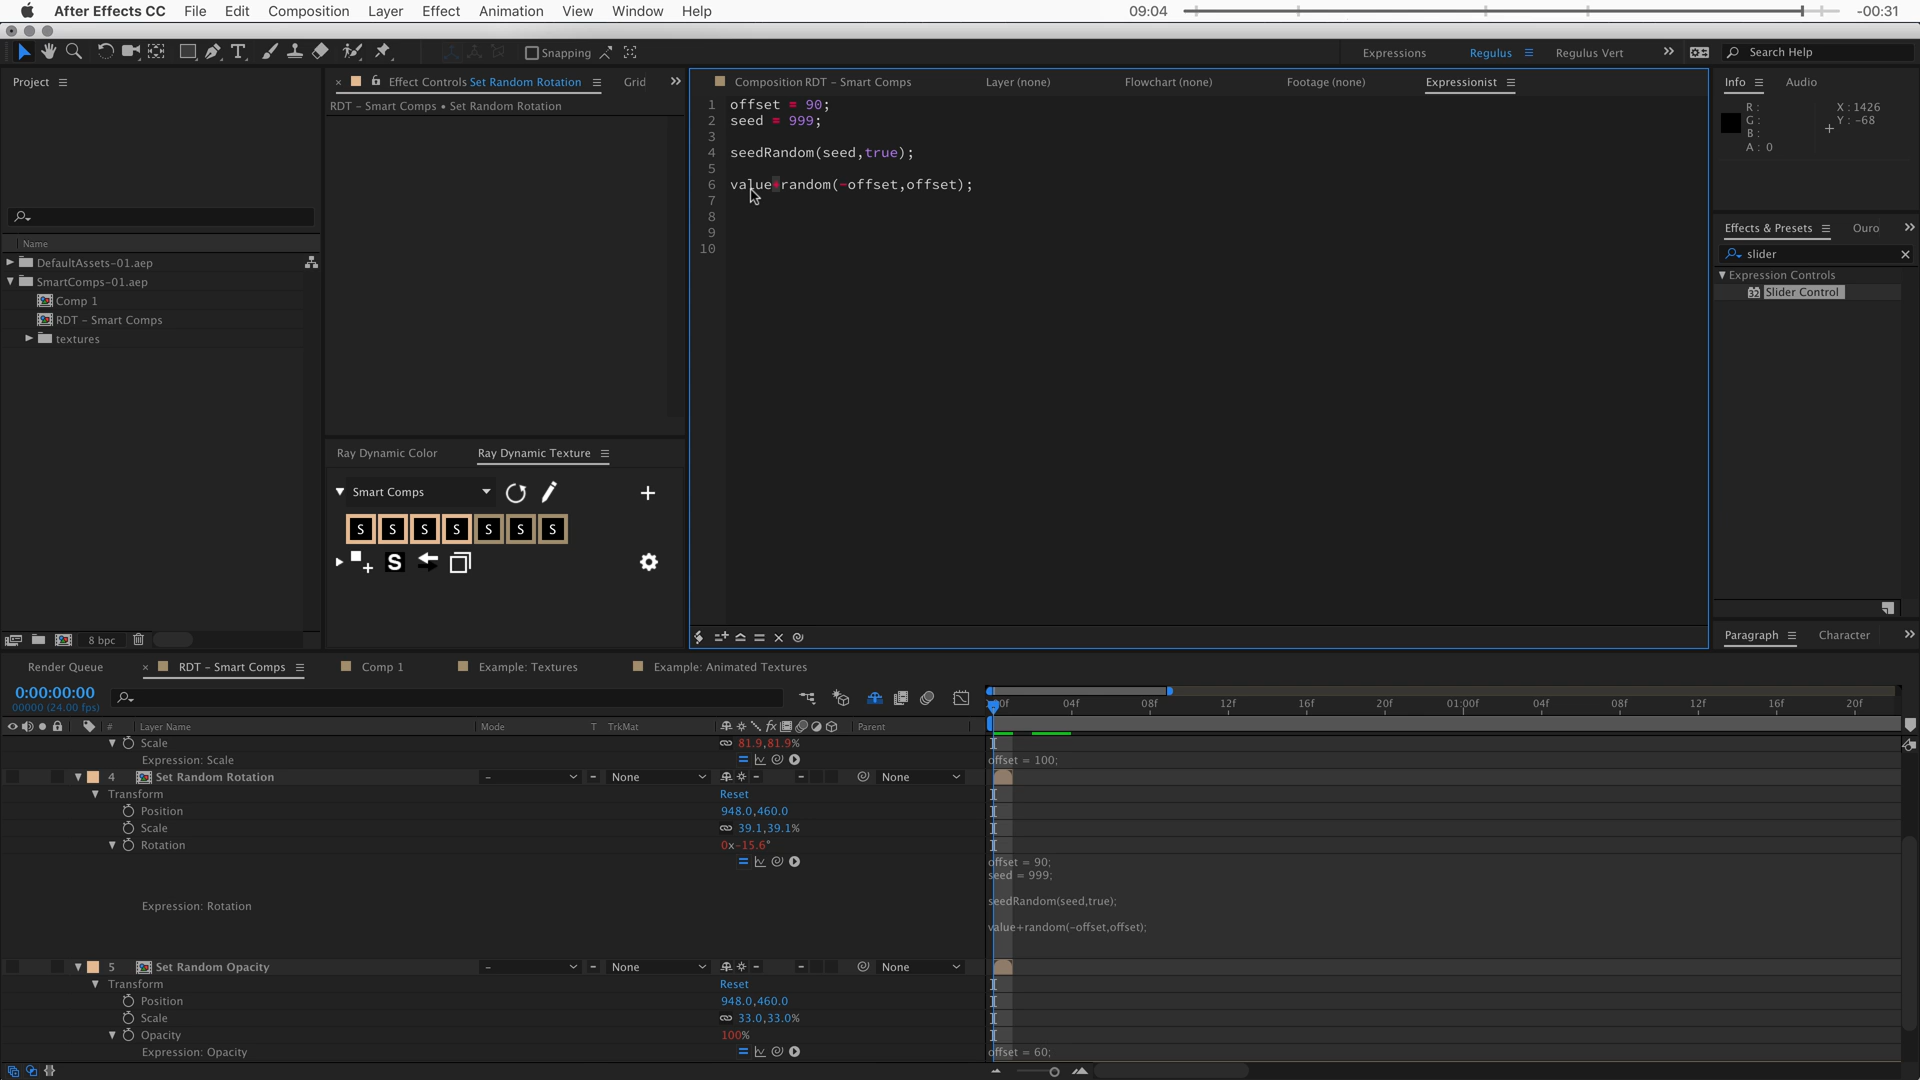 After Effects CC File Edit Composition Layer Effect Animation View Window Help 09:04 -00:31
Snapping Expressions Regulus Regulus Vert Search Help
Project
Effect Controls Set Random Rotation Grid
RDT - Smart Comps • Set Random Rotation
Composition RDT - Smart Comps Layer (none) Flowchart (none) Footage (none) Expressionist
1 offset = 90;
2 seed = 999;
3
4 seedRandom(seed,true);
5
6 value+random(-offset,offset);
7
8
9
10
Info Audio
R : X : 1426
G : Y : -68
B :
A : 0
Effects & Presets Ouro
slider
Expression Controls
Slider Control
Paragraph Character
Name
DefaultAssets-01.aep
SmartComps-01.aep
Comp 1
RDT - Smart Comps
textures
8 bpc
Ray Dynamic Color Ray Dynamic Texture
Smart Comps
S S S S S S S
S
Render Queue RDT - Smart Comps Comp 1 Example: Textures Example: Animated Textures
0:00:00:00
00000 (24.00 fps)
00f 04f 08f 12f 16f 20f 01:00f 04f 08f 12f 16f 20f
# Layer Name Mode T TrkMat fx Parent
Scale 81.9,81.9%
Expression: Scale offset = 100;
4 Set Random Rotation - None None
Transform Reset
Position 948.0,460.0
Scale 39.1,39.1%
Rotation 0x-15.6°
offset = 90;
seed = 999;
seedRandom(seed,true);
Expression: Rotation
value+random(-offset,offset);
5 Set Random Opacity - None None
Transform Reset
Position 948.0,460.0
Scale 33.0,33.0%
Opacity 100%
Expression: Opacity offset = 60;